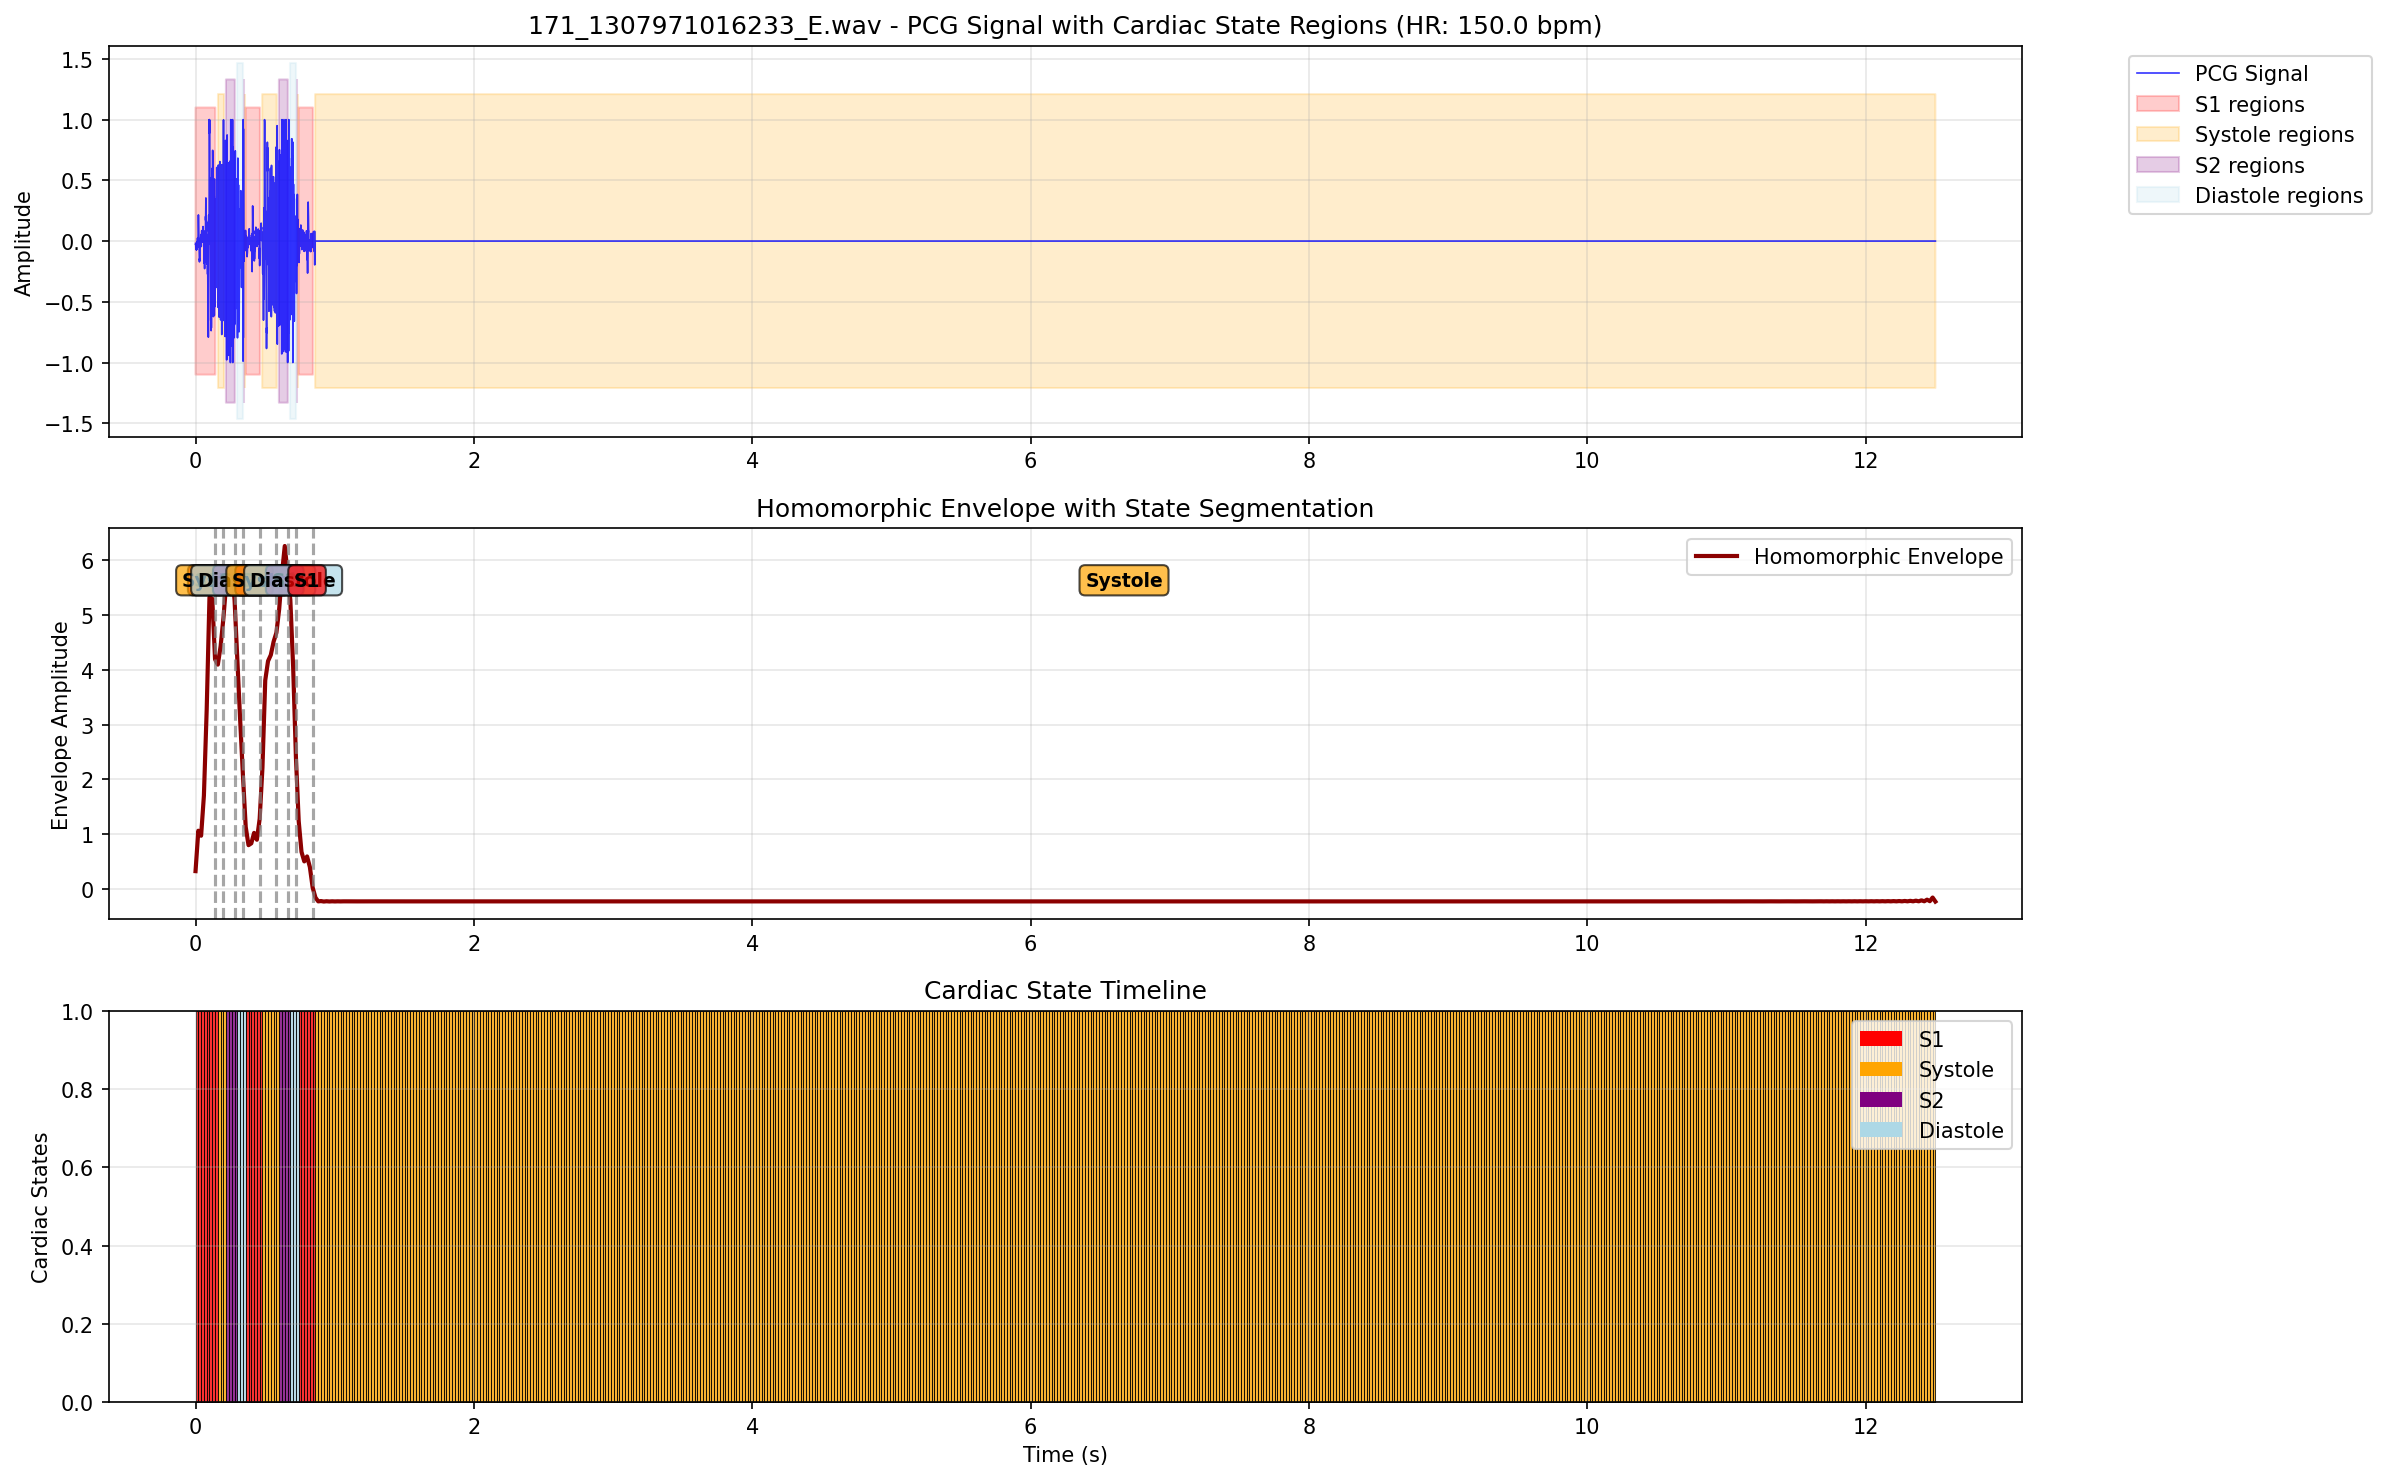 171_1307971016233_E.wav - PCG Signal with Cardiac State Regions (HR: 150.0 bpm)
Amplitude
1.5
1.0
0.5
0.0
−0.5
−1.0
−1.5
0 2 4 6 8 10 12
PCG Signal
S1 regions
Systole regions
S2 regions
Diastole regions
Homomorphic Envelope with State Segmentation
Envelope Amplitude
6
5
4
3
2
1
0
Homomorphic Envelope
S1
Systole
0 2 4 6 8 10 12
Cardiac State Timeline
Cardiac States
1.0
0.8
0.6
0.4
0.2
0.0
S1
Systole
S2
Diastole
0 2 4 6 8 10 12
Time (s)